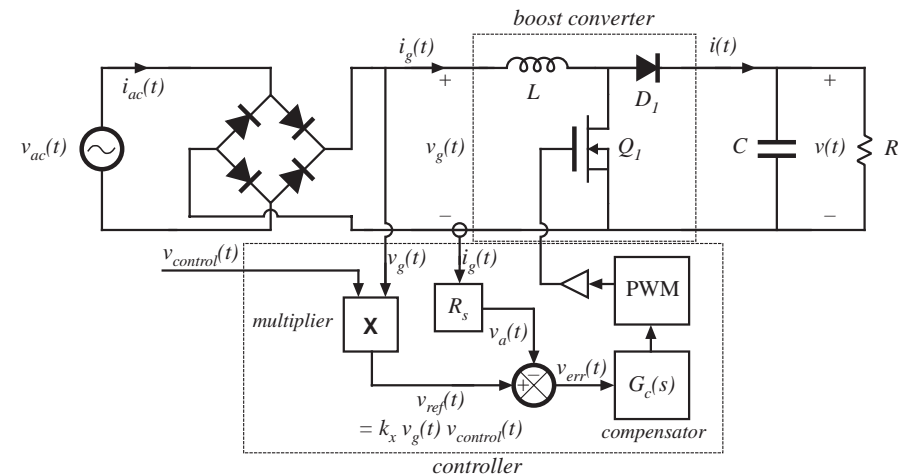 boost converter
i_g(t)
i(t)
i_ac(t)
+
L
D_1
+
v_ac(t)
v_g(t)
Q_1
C
v(t)
R
–
–
v_control(t)
v_g(t)
i_g(t)
multiplier
X
R_s
PWM
v_a(t)
–
+
v_err(t)
G_c(s)
v_ref(t)
= k_x v_g(t) v_control(t)
compensator
controller